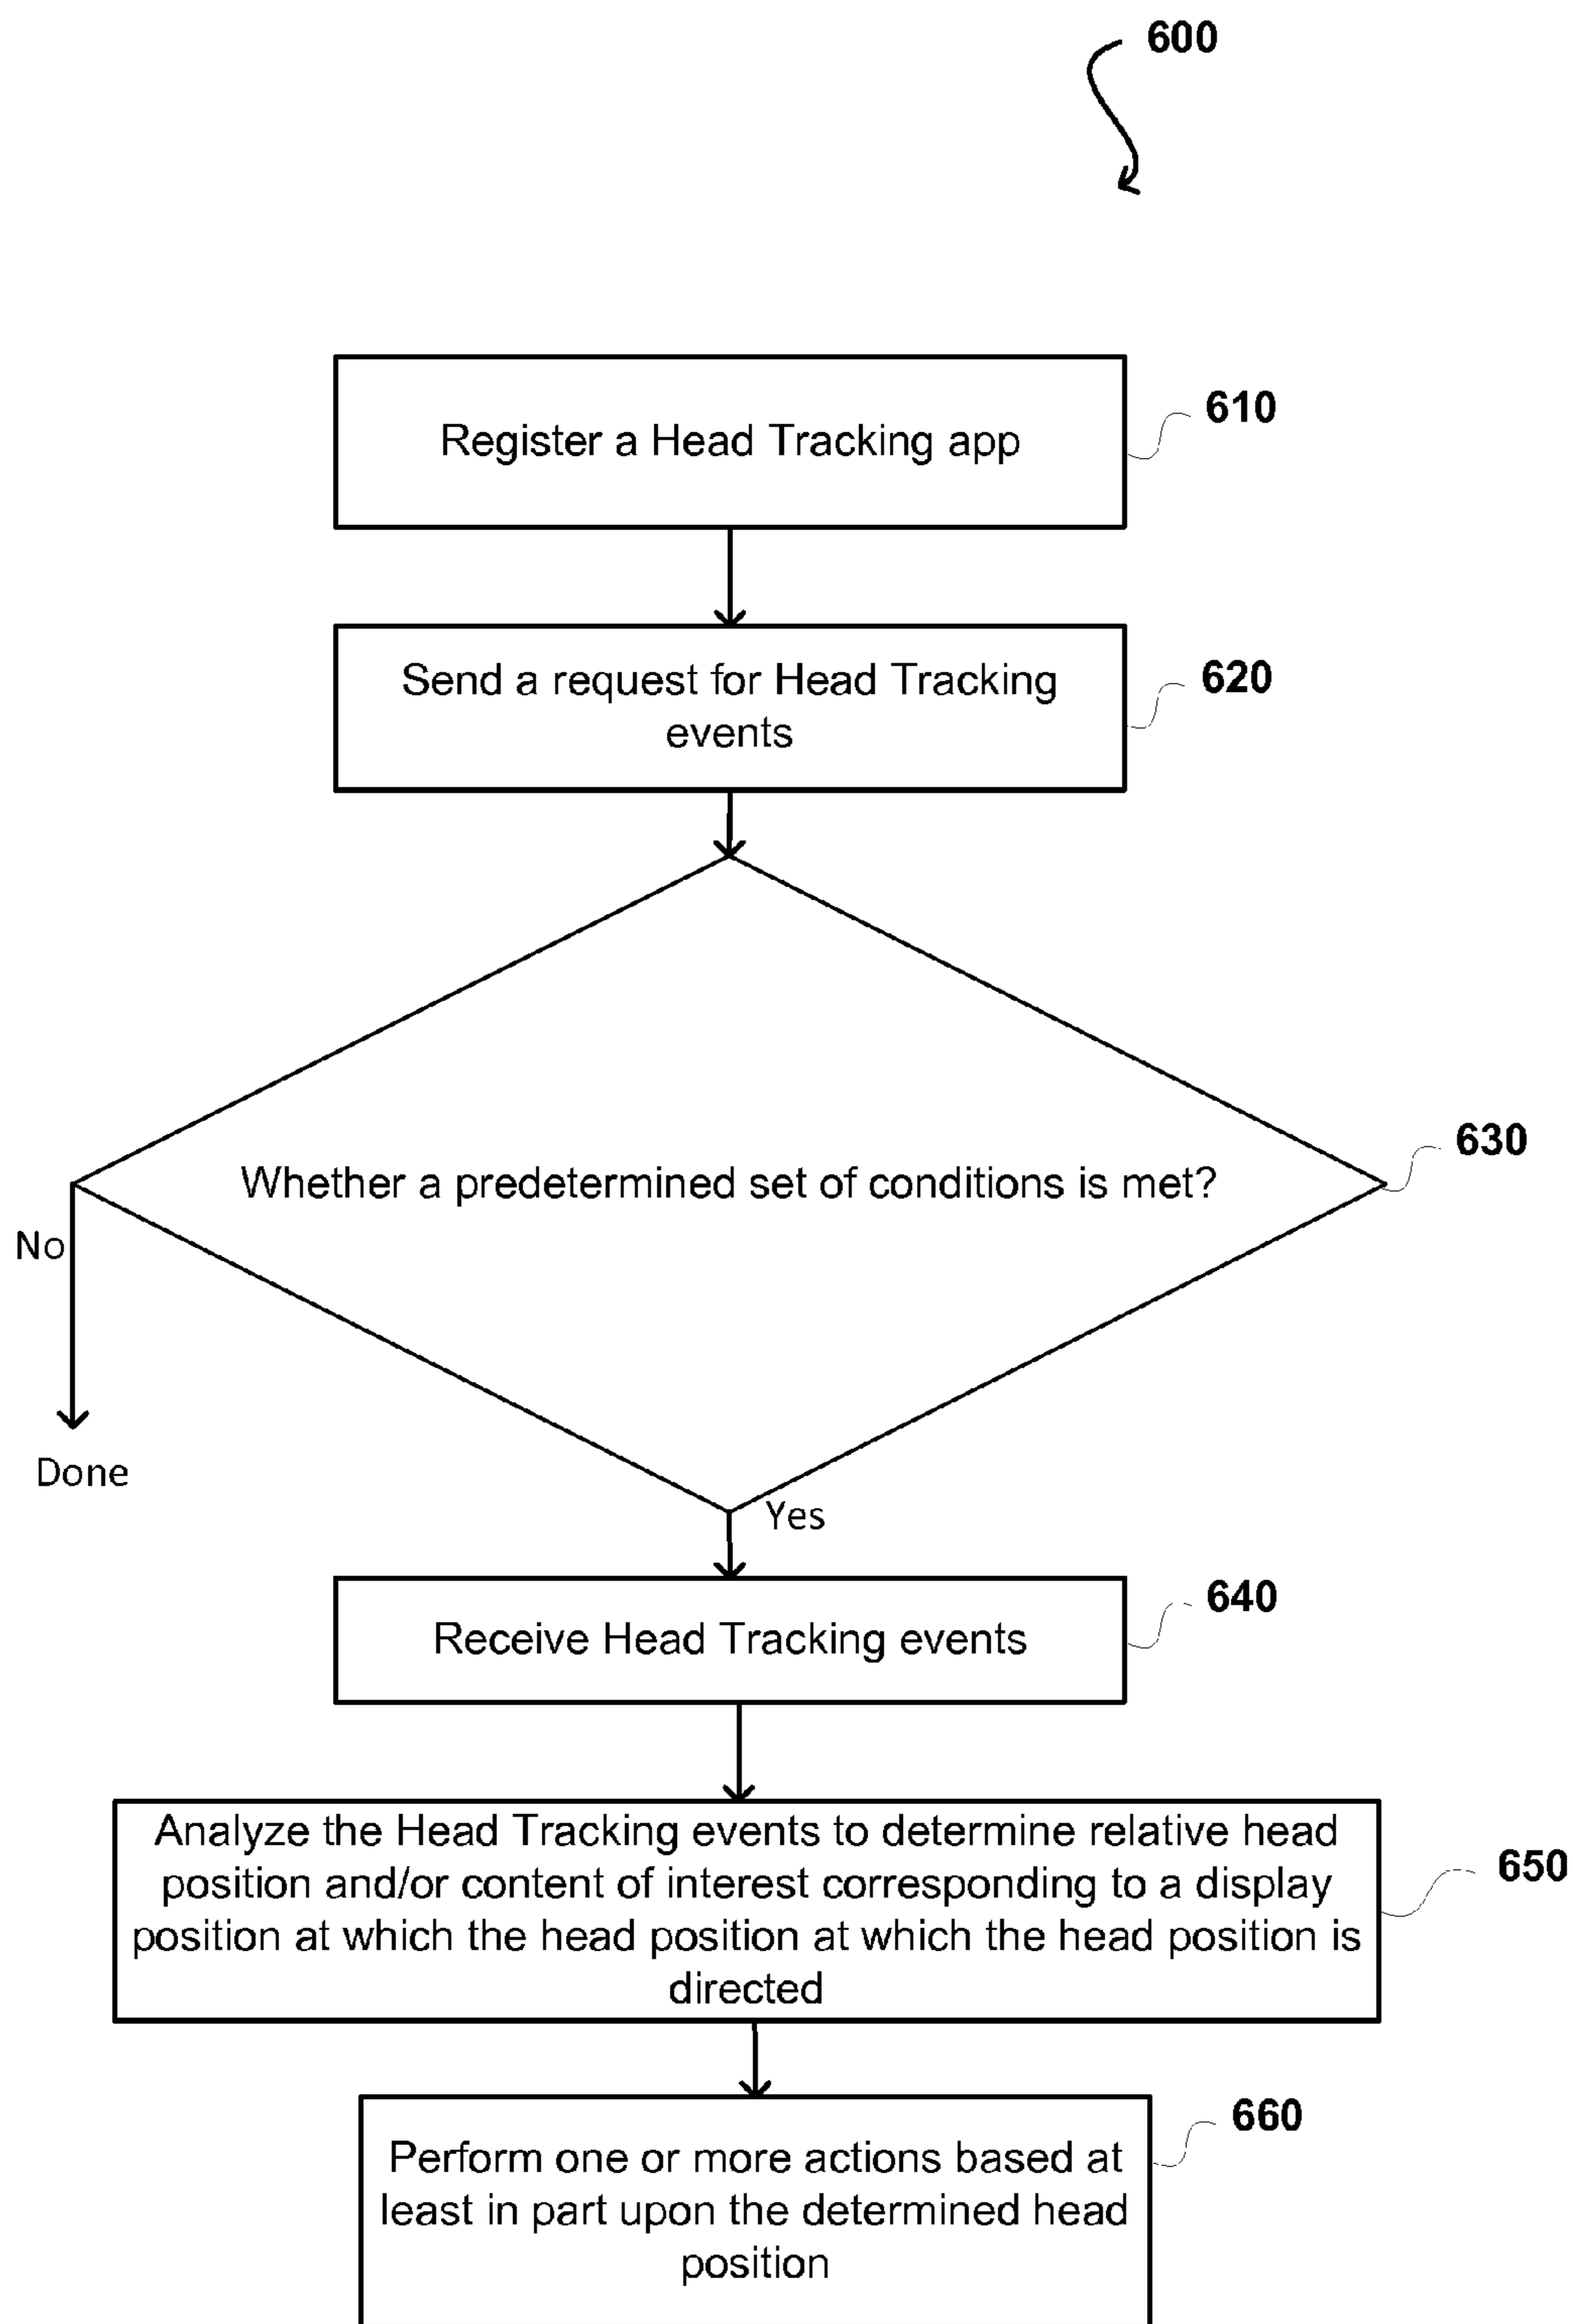 600
Register a Head Tracking app
610
Send a request for Head Tracking
events
620
Whether a predetermined set of conditions is met?
630
No
Done
Yes
Receive Head Tracking events
640
Analyze the Head Tracking events to determine relative head
position and/or content of interest corresponding to a display
position at which the head position at which the head position is
directed
650
Perform one or more actions based at
least in part upon the determined head
position
660